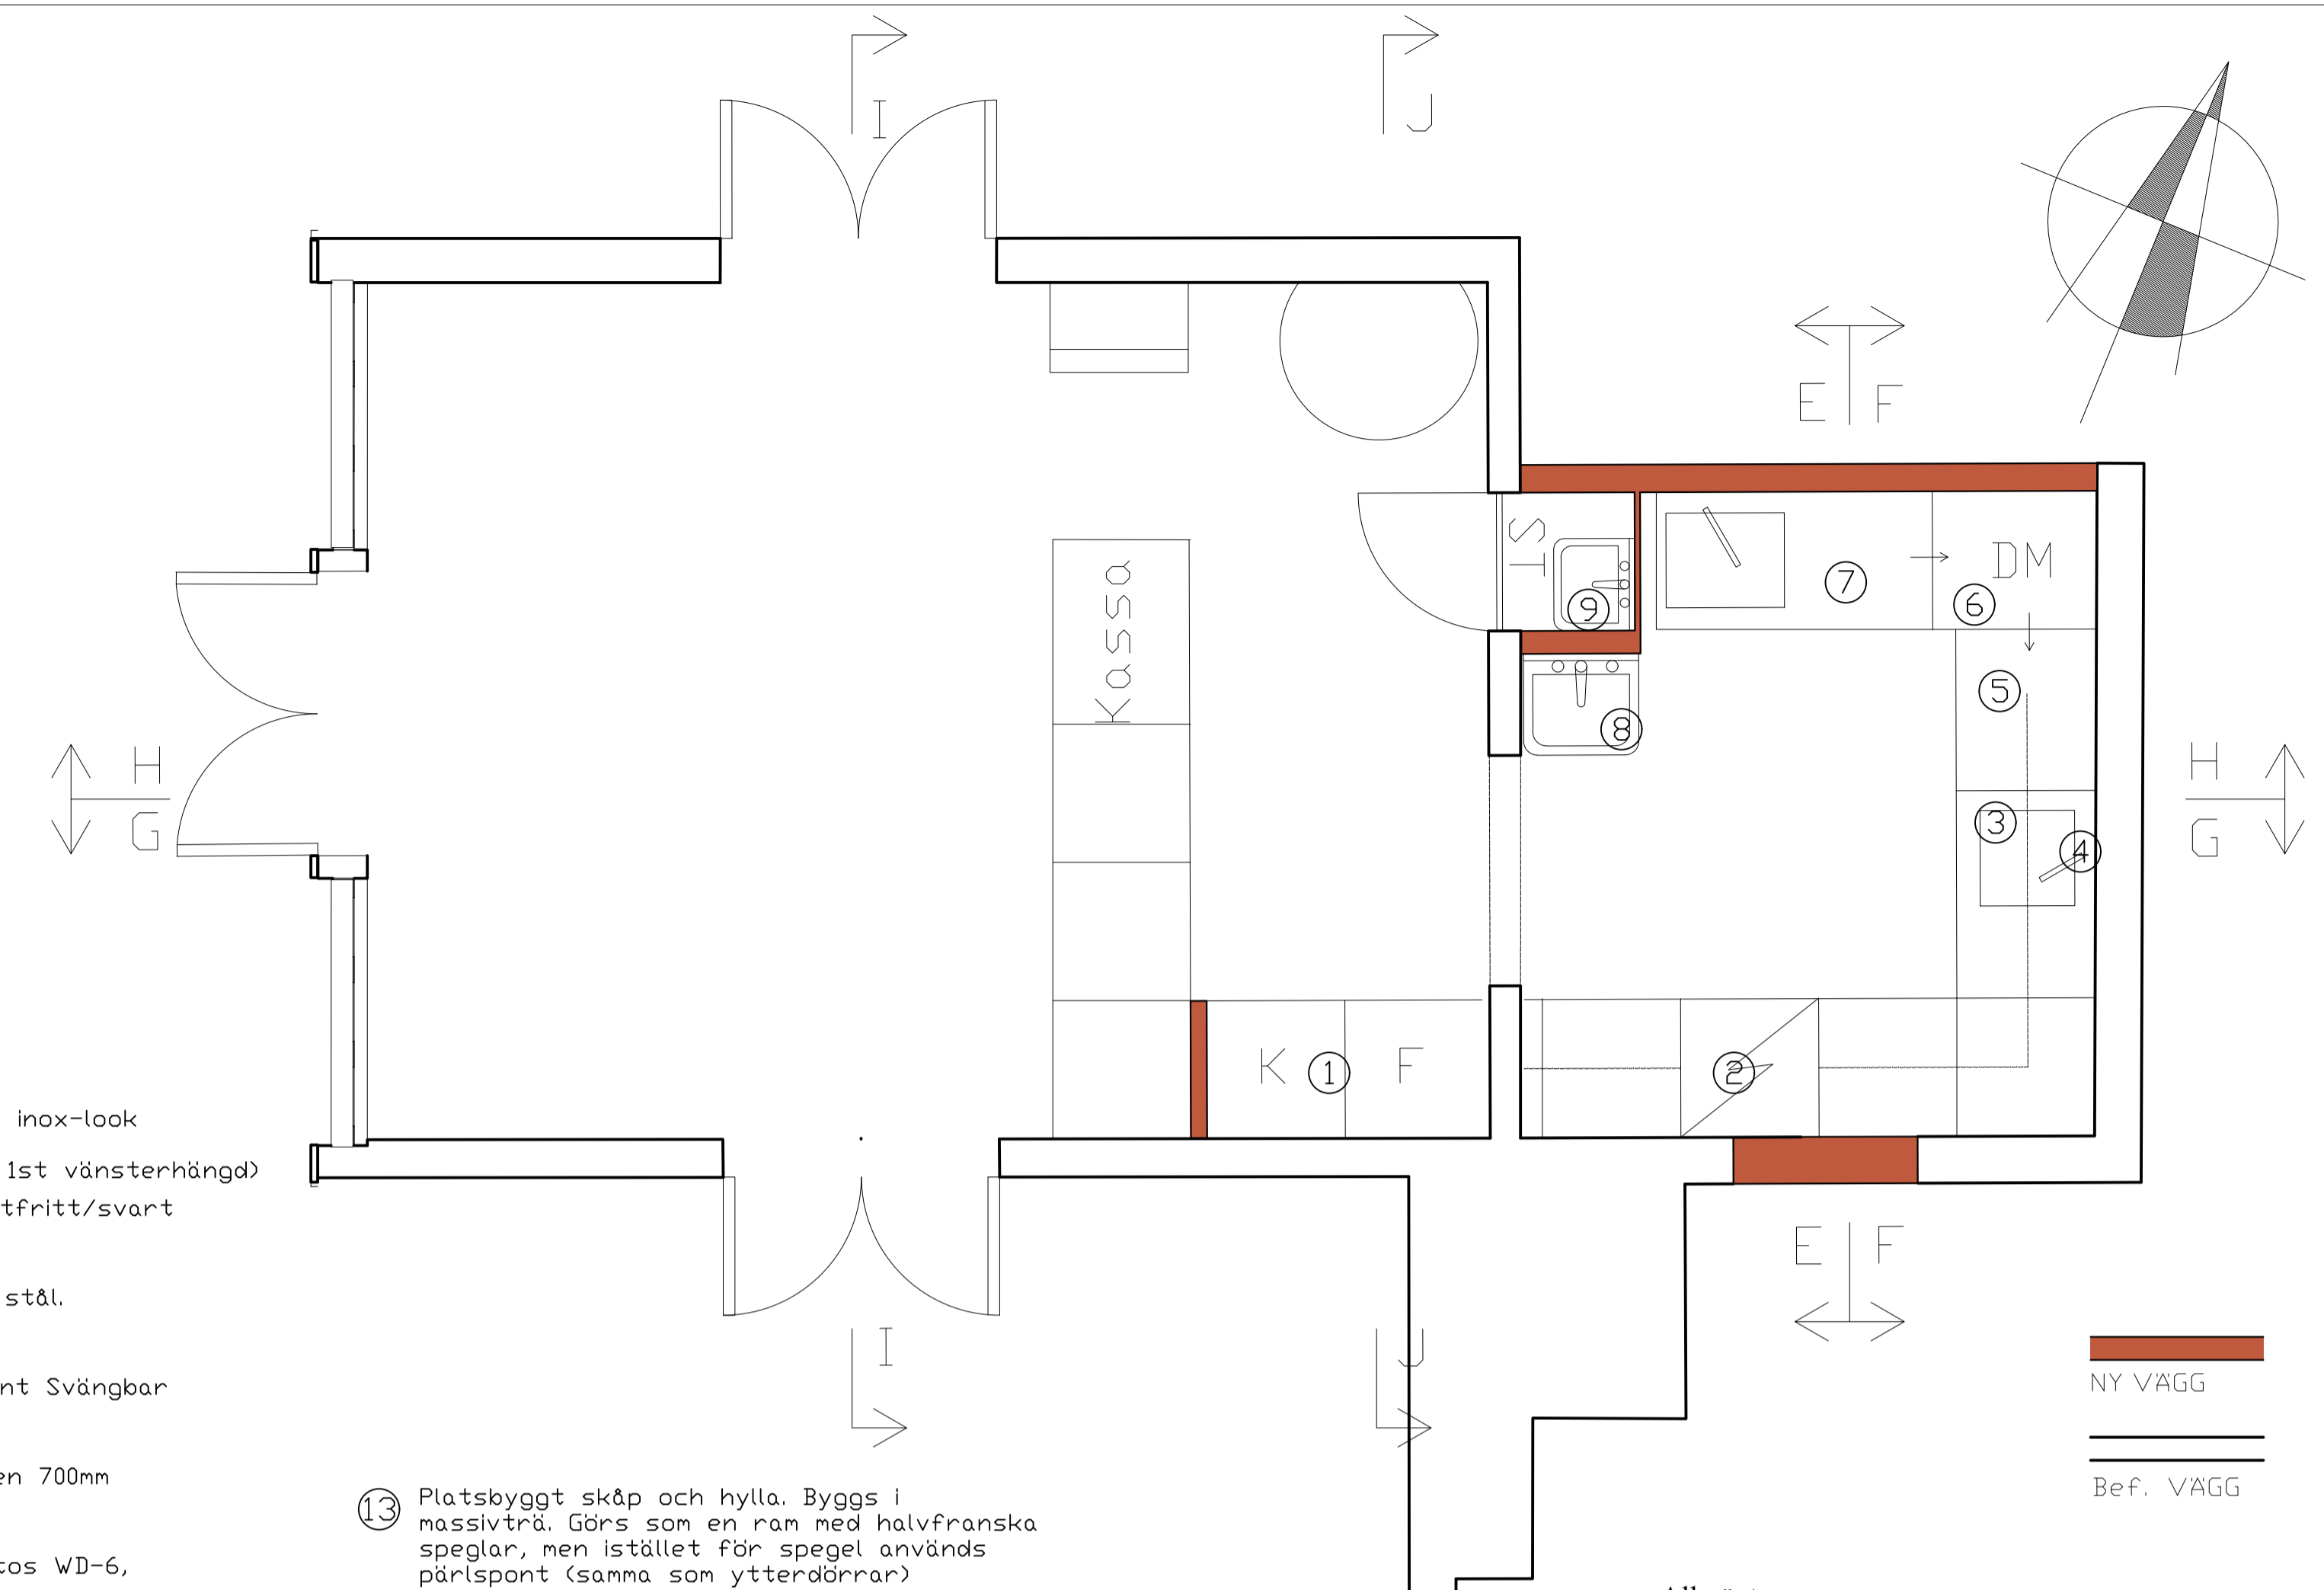 I
J
E F
TS
DM
9
7
6
Kassa
5
8
H
G
H
G
3
4
K 1 F
2
inox-look
1st vänsterhängd)
tfritt/svart
stål.
nt Svängbar
en 700mm
tos WD-6,
E F
I
J
NY VÄGG
Bef. VÄGG
13 Platsbyggt skåp och hylla. Byggs i
massivträ. Görs som en ram med halvfranska
speglar, men istället för spegel används
pärlspont (samma som ytterdörrar)